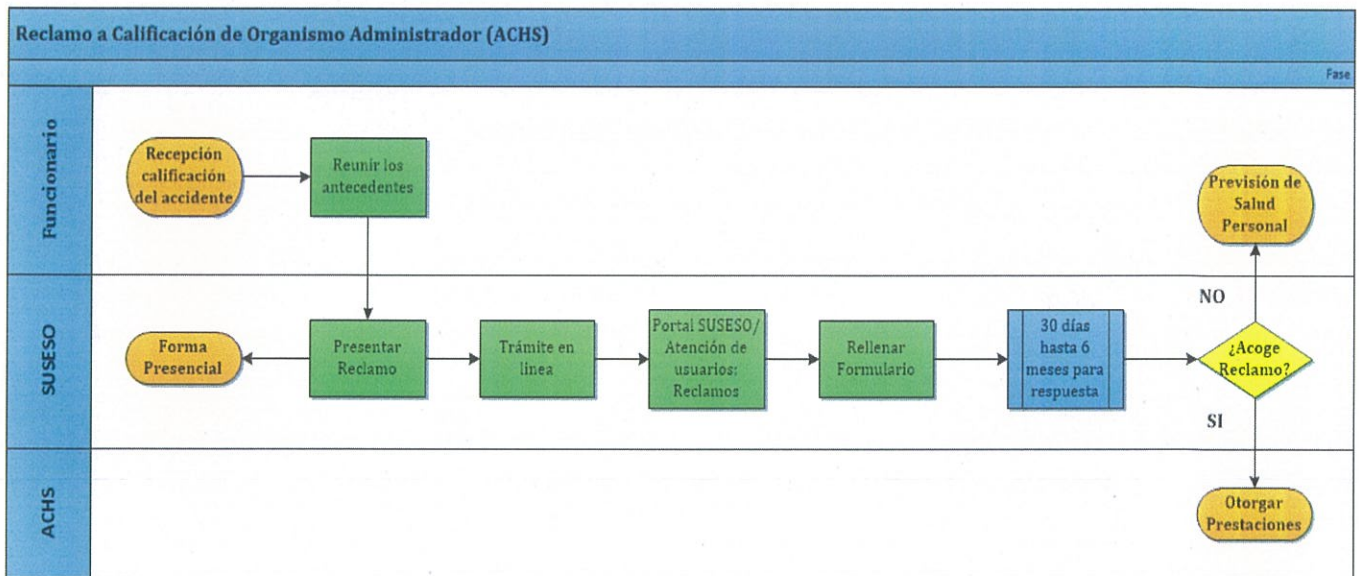 Reclamo a Calificación de Organismo Administrador (ACHS)
Fase
Funcionario
Recepción
calificación
del accidente
Reunir los
antecedentes
Previsión de
Salud
Personal
SUSESO
Forma
Presencial
Presentar
Reclamo
Trámite en
linea
Portal SUSESO/
Atención de
usuarios:
Reclamos
Rellenar
Formulario
30 días
hasta 6
meses para
respuesta
NO
¿Acoge
Reclamo?
SI
ACHS
Otorgar
Prestaciones